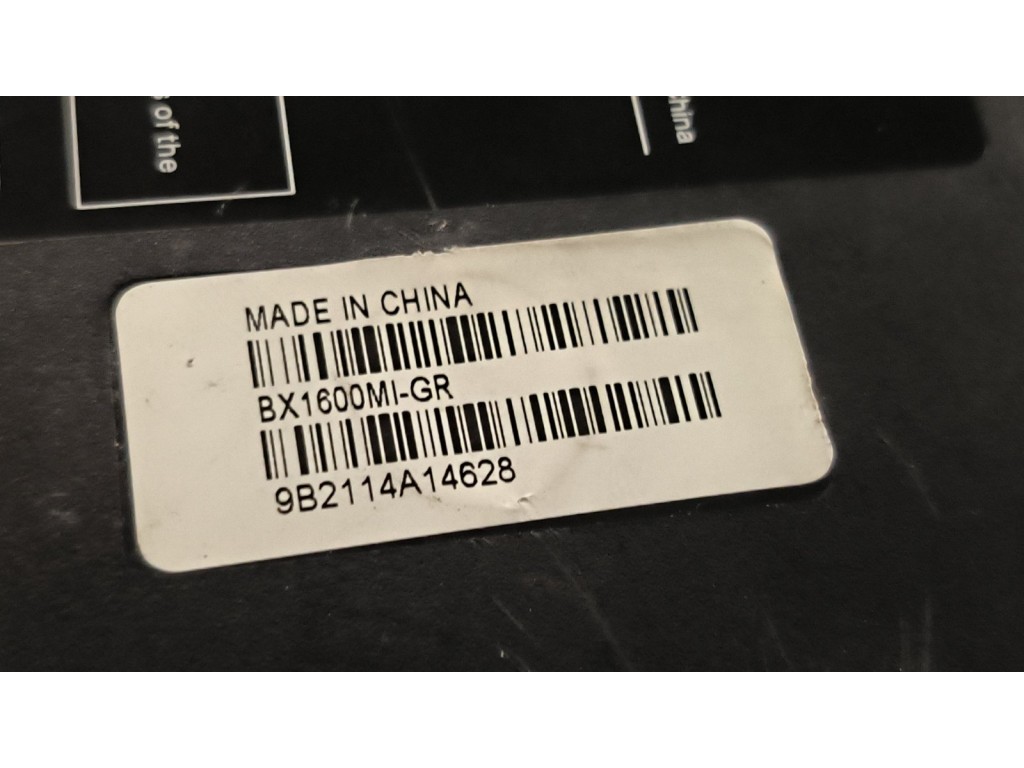 of the
China
MADE IN CHINA
BX1600MI-GR
9B2114A14628